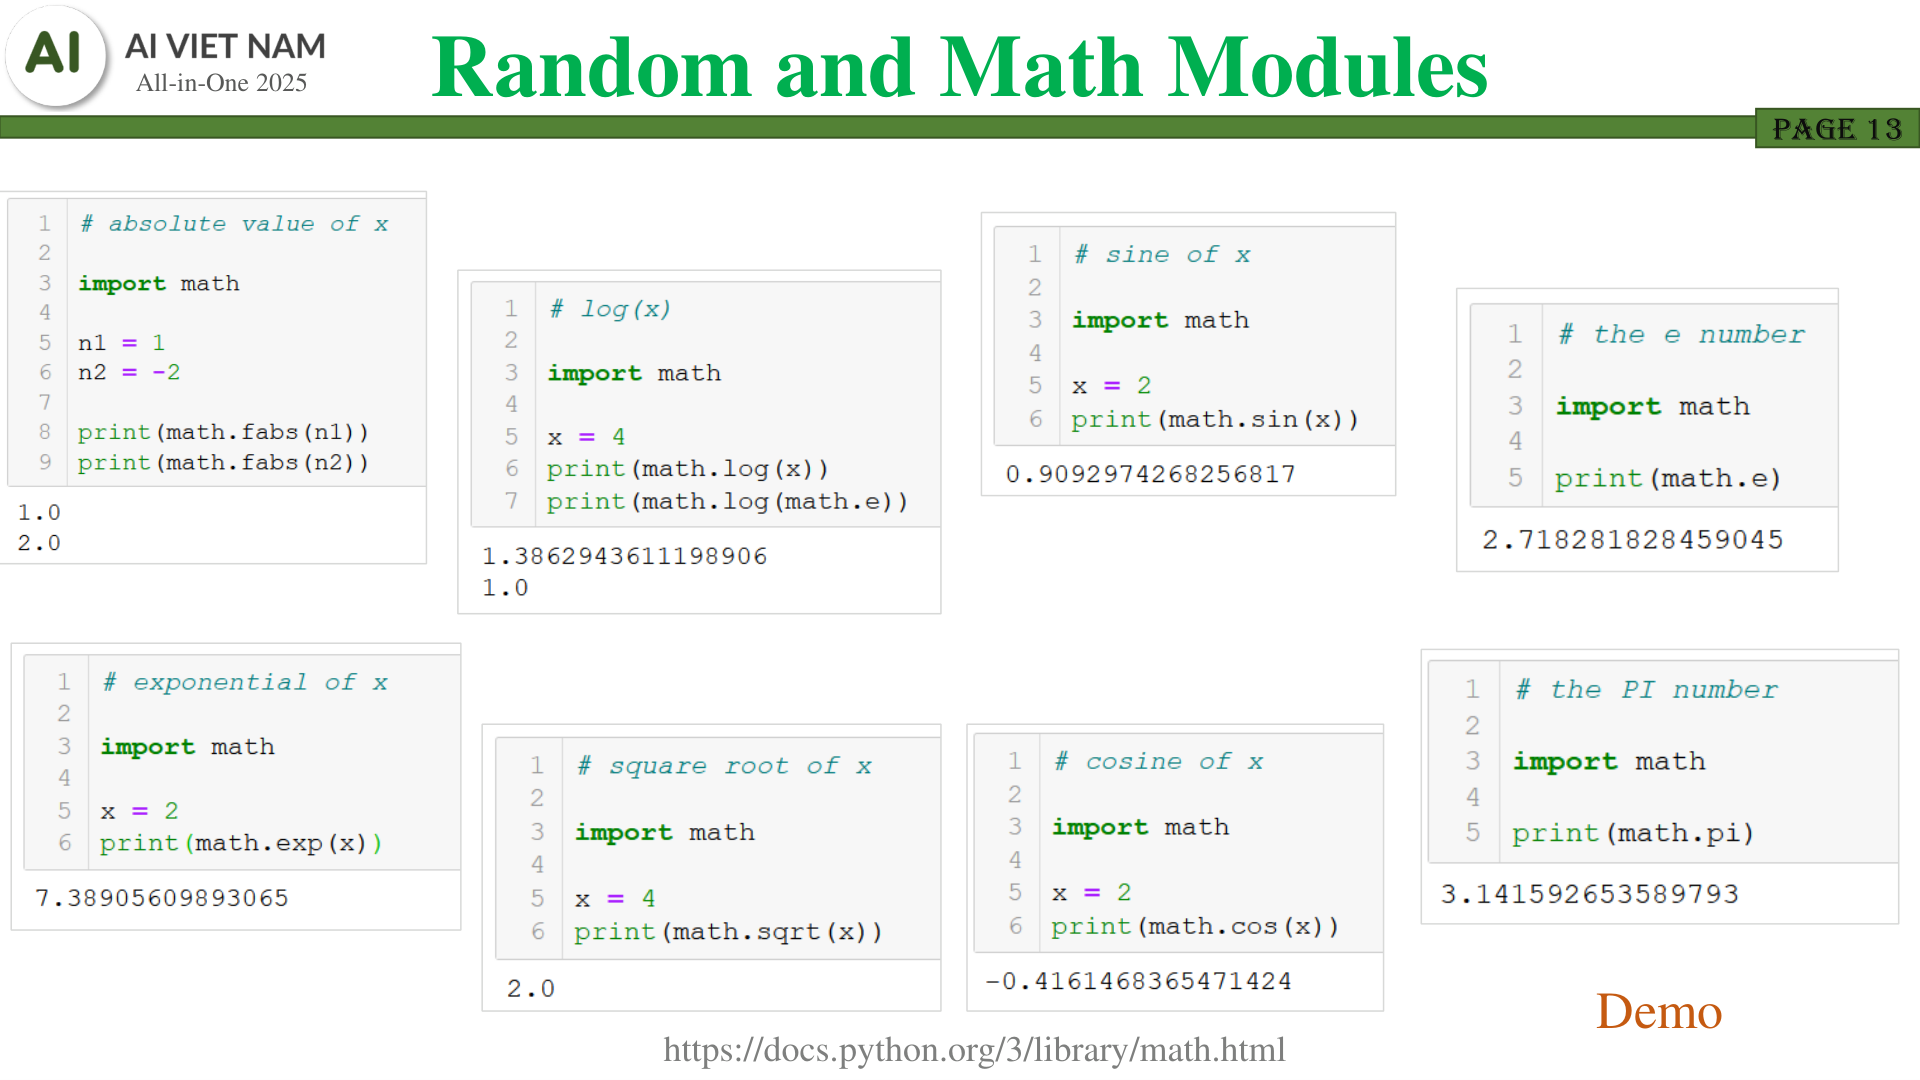 AI
AI VIET NAM
All-in-One 2025
Random and Math Modules
PAGE 13
1 # absolute value of x
2
3 import math
4
5 n1 = 1
6 n2 = -2
7
8 print(math.fabs(n1))
9 print(math.fabs(n2))
1.0
2.0
1 # log(x)
2
3 import math
4
5 x = 4
6 print(math.log(x))
7 print(math.log(math.e))
1.3862943611198906
1.0
1 # sine of x
2
3 import math
4
5 x = 2
6 print(math.sin(x))
0.9092974268256817
1 # the e number
2
3 import math
4
5 print(math.e)
2.718281828459045
1 # exponential of x
2
3 import math
4
5 x = 2
6 print(math.exp(x))
7.38905609893065
1 # square root of x
2
3 import math
4
5 x = 4
6 print(math.sqrt(x))
2.0
1 # cosine of x
2
3 import math
4
5 x = 2
6 print(math.cos(x))
-0.4161468365471424
1 # the PI number
2
3 import math
4
5 print(math.pi)
3.141592653589793
Demo
https://docs.python.org/3/library/math.html